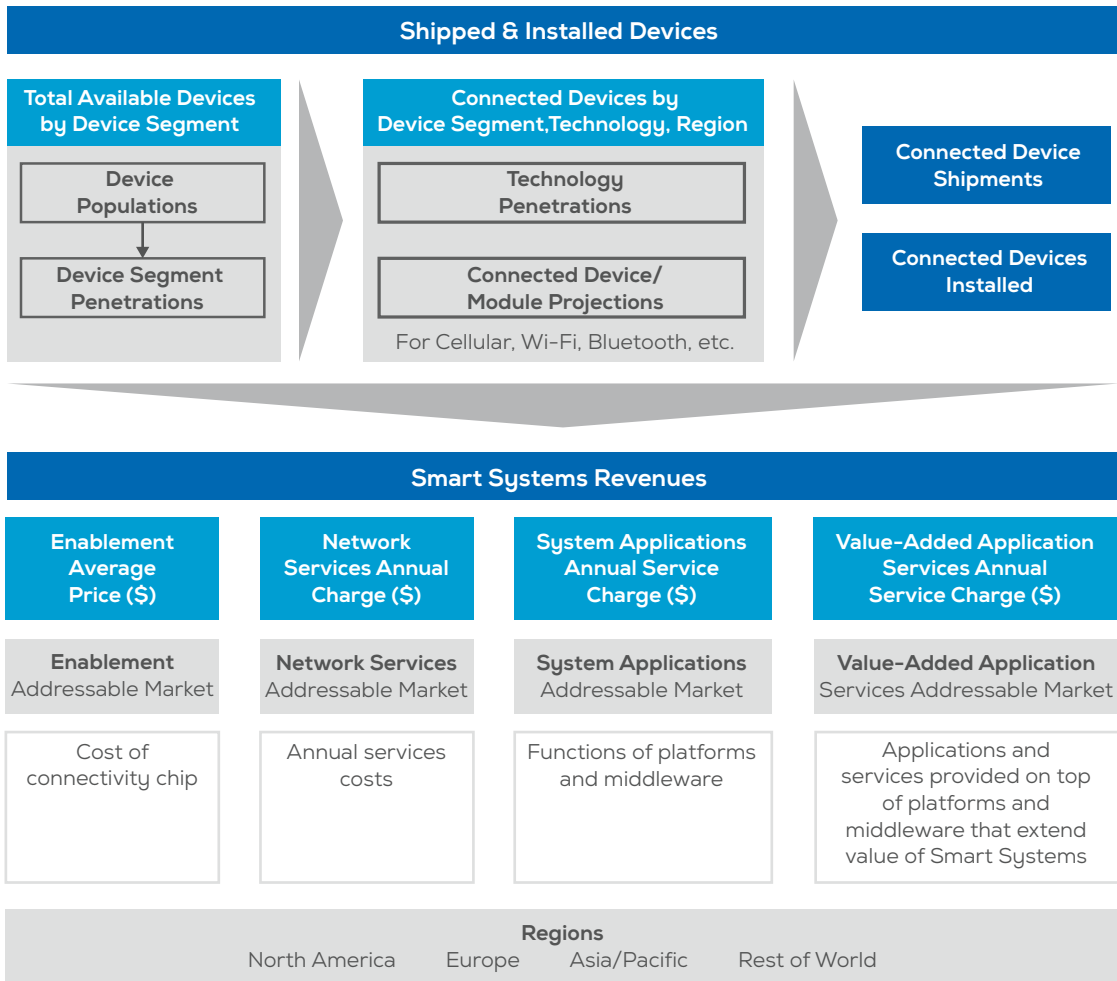 Shipped & Installed Devices
Total Available Devices
by Device Segment
Device
Populations
Device Segment
Penetrations
Connected Devices by
Device Segment,Technology, Region
Technology
Penetrations
Connected Device/
Module Projections
For Cellular, Wi-Fi, Bluetooth, etc.
Connected Device
Shipments
Connected Devices
Installed
Smart Systems Revenues
Enablement
Average
Price ($)
Enablement
Addressable Market
Cost of
connectivity chip
Network
Services Annual
Charge ($)
Network Services
Addressable Market
Annual services
costs
System Applications
Annual Service
Charge ($)
System Applications
Addressable Market
Functions of platforms
and middleware
Value-Added Application
Services Annual
Service Charge ($)
Value-Added Application
Services Addressable Market
Applications and
services provided on top
of platforms and
middleware that extend
value of Smart Systems
Regions
North America Europe Asia/Pacific Rest of World